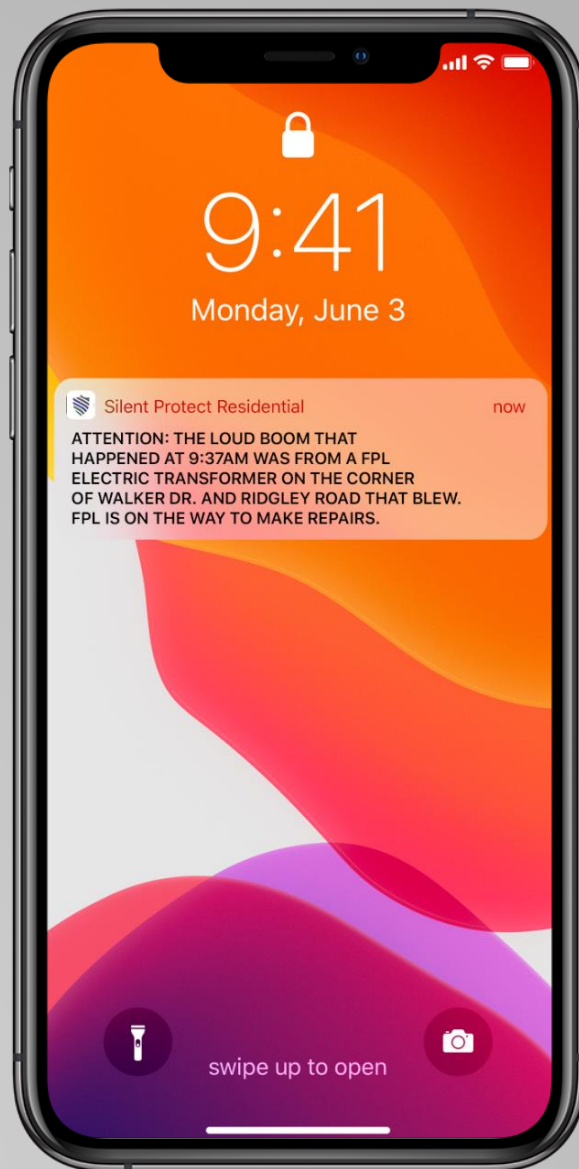 9:41
Monday, June 3
Silent Protect Residential now
ATTENTION: THE LOUD BOOM THAT
HAPPENED AT 9:37AM WAS FROM A FPL
ELECTRIC TRANSFORMER ON THE CORNER
OF WALKER DR. AND RIDGLEY ROAD THAT BLEW.
FPL IS ON THE WAY TO MAKE REPAIRS.
swipe up to open